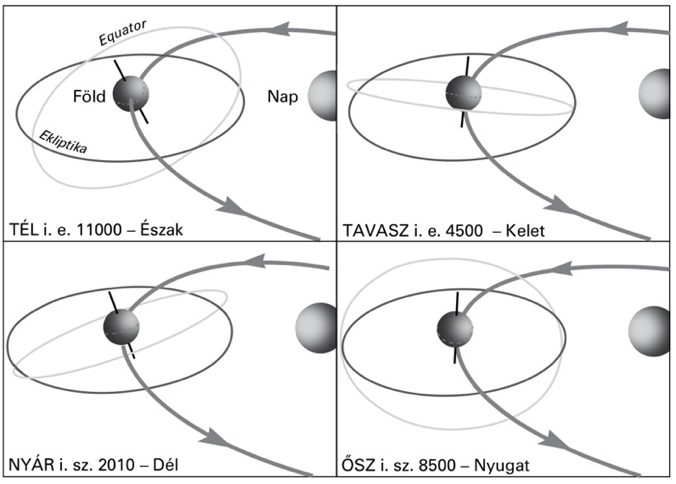 Equator
Föld
Nap
Ekliptika
TÉL i. e. 11000 – Észak
TAVASZ i. e. 4500 – Kelet
NYÁR i. sz. 2010 – Dél
ŐSZ i. sz. 8500 – Nyugat